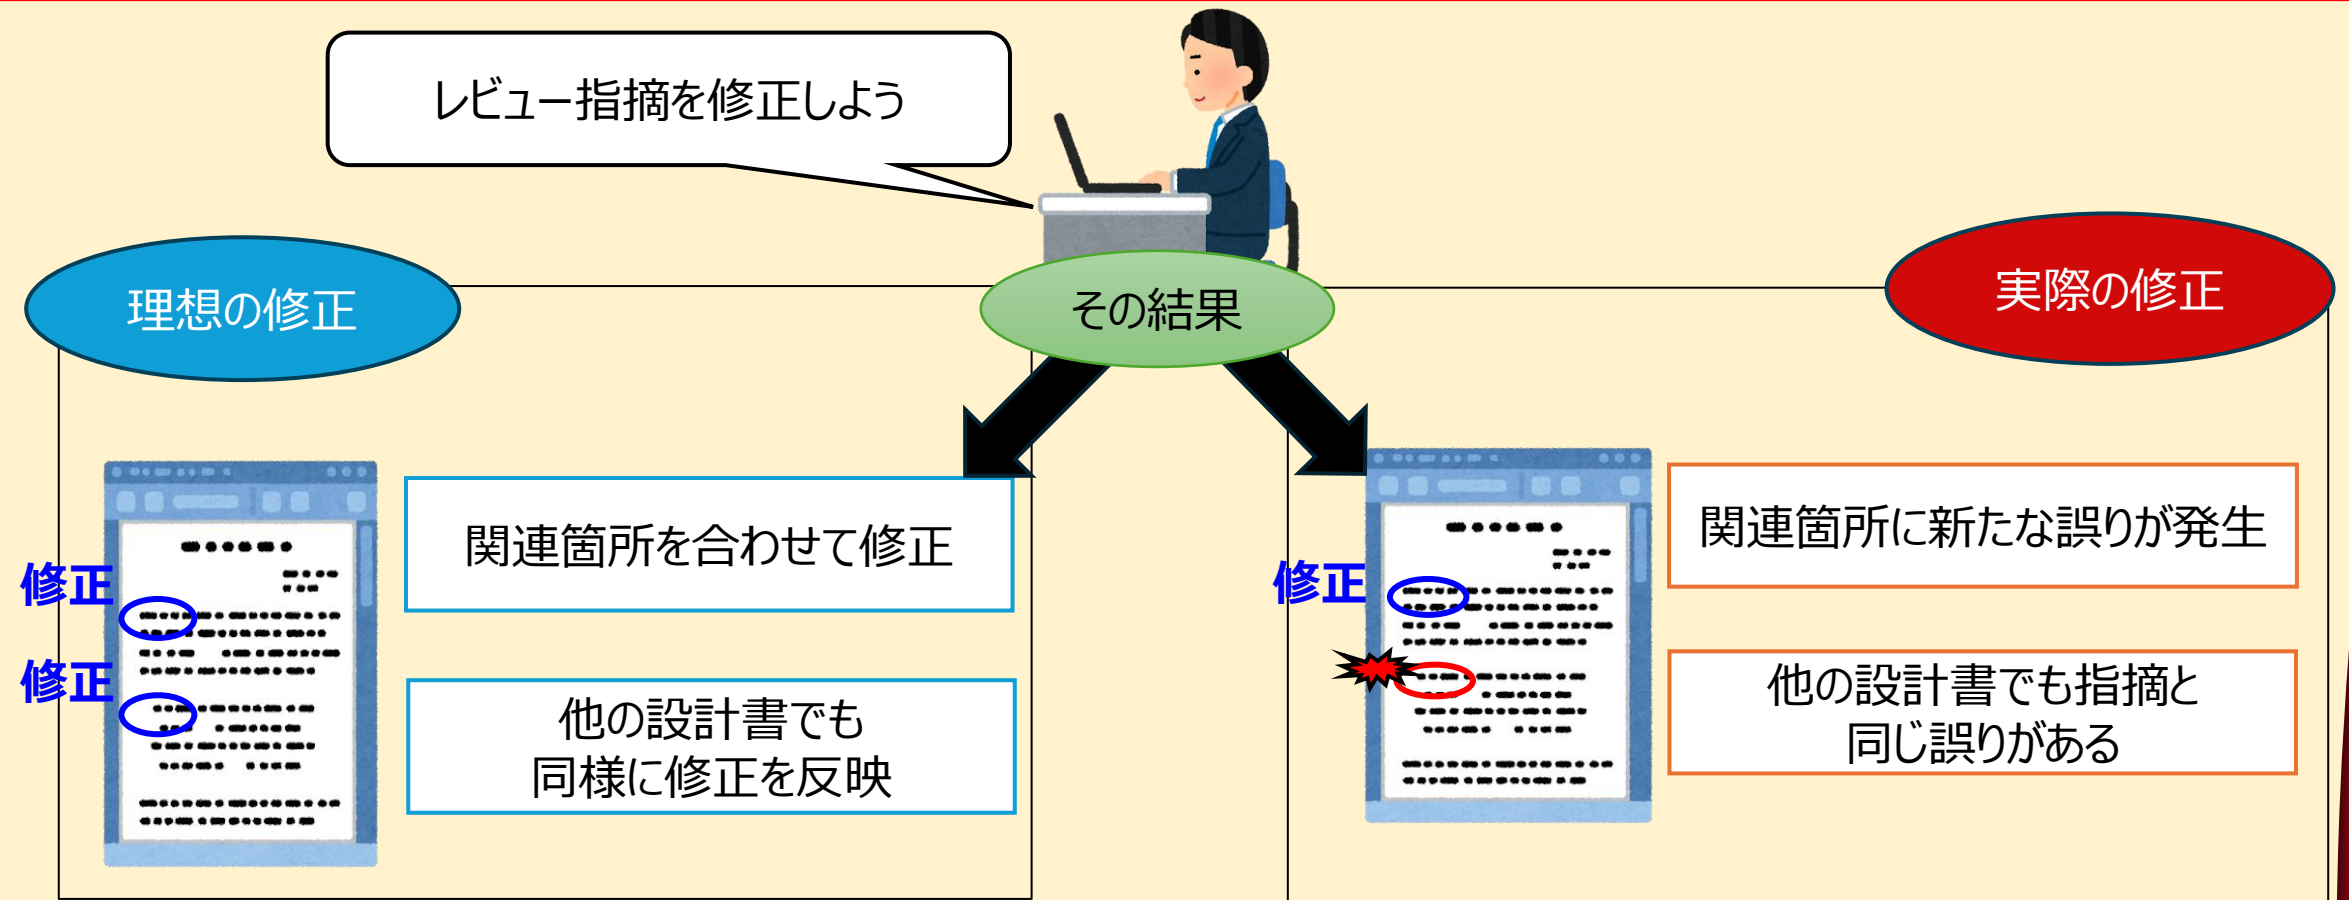 レビュー指摘を修正しよう
その結果
理想の修正
修正
修正
関連箇所を合わせて修正
他の設計書でも
同様に修正を反映
実際の修正
修正
関連箇所に新たな誤りが発生
他の設計書でも指摘と
同じ誤りがある